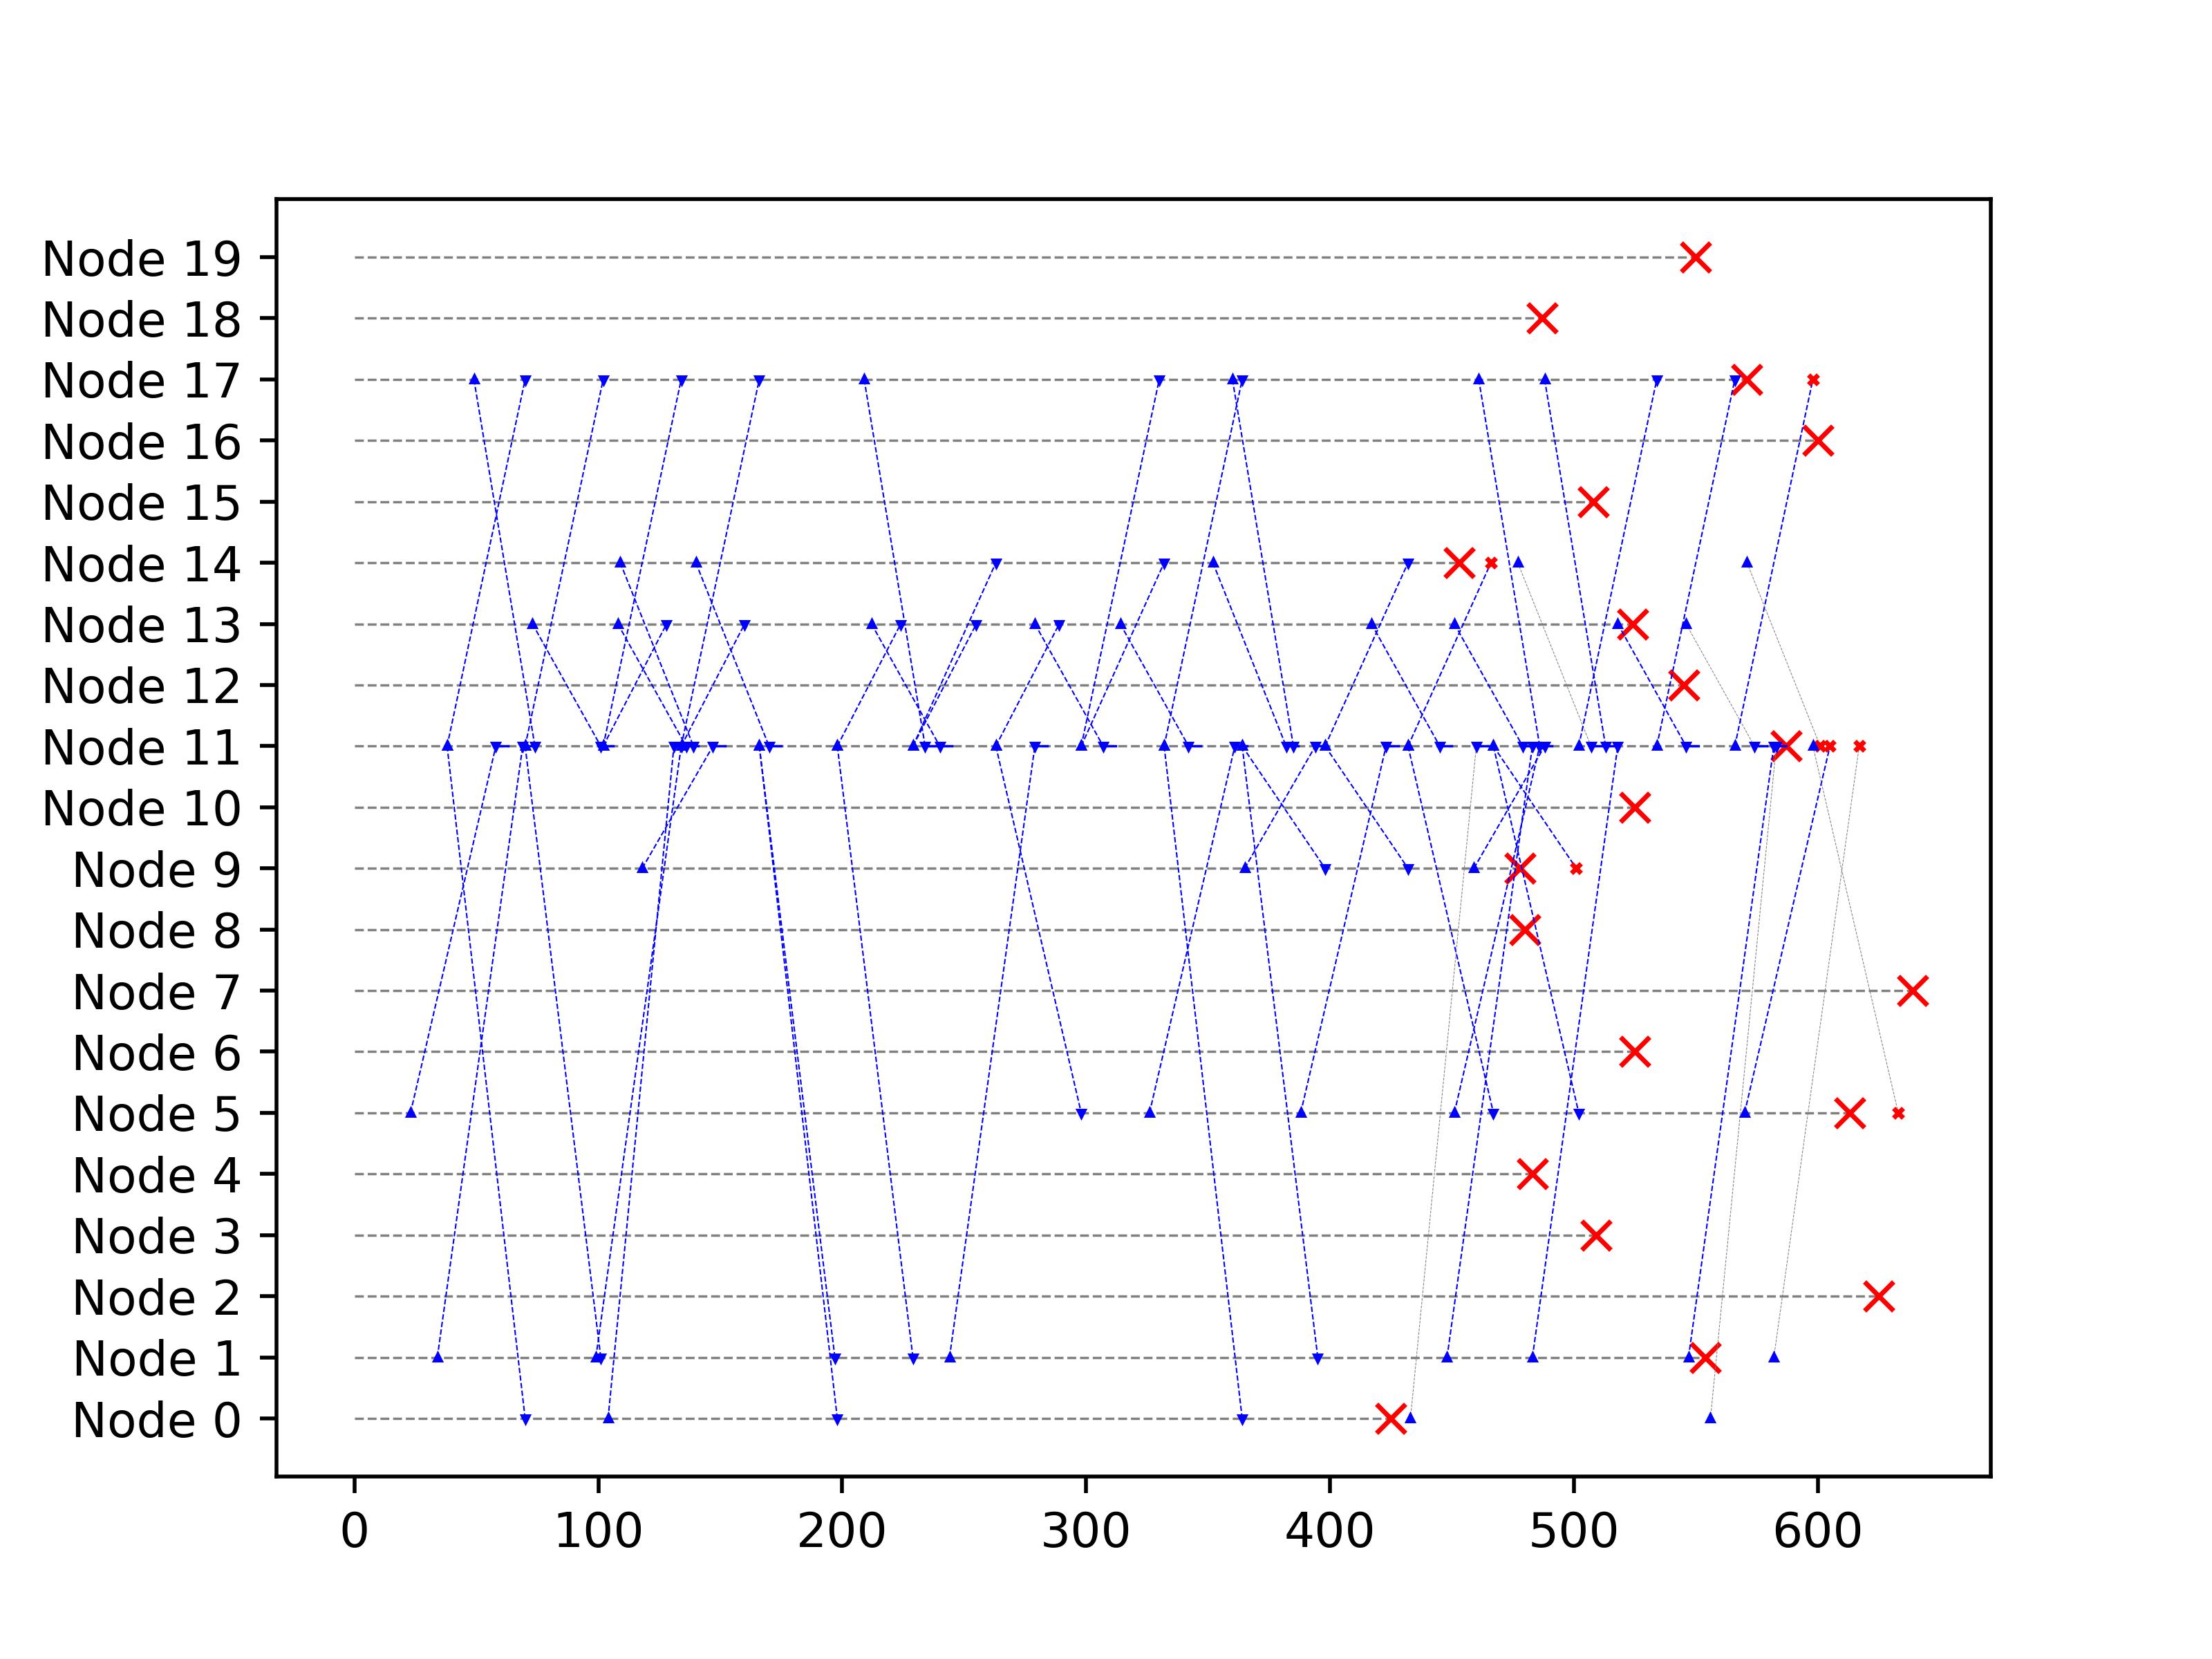 Node 19
Node 18
Node 17
Node 16
Node 15
Node 14
Node 13
Node 12
Node 11
Node 10
Node 9
Node 8
Node 7
Node 6
Node 5
Node 4
Node 3
Node 2
Node 1
Node 0
0 100 200 300 400 500 600